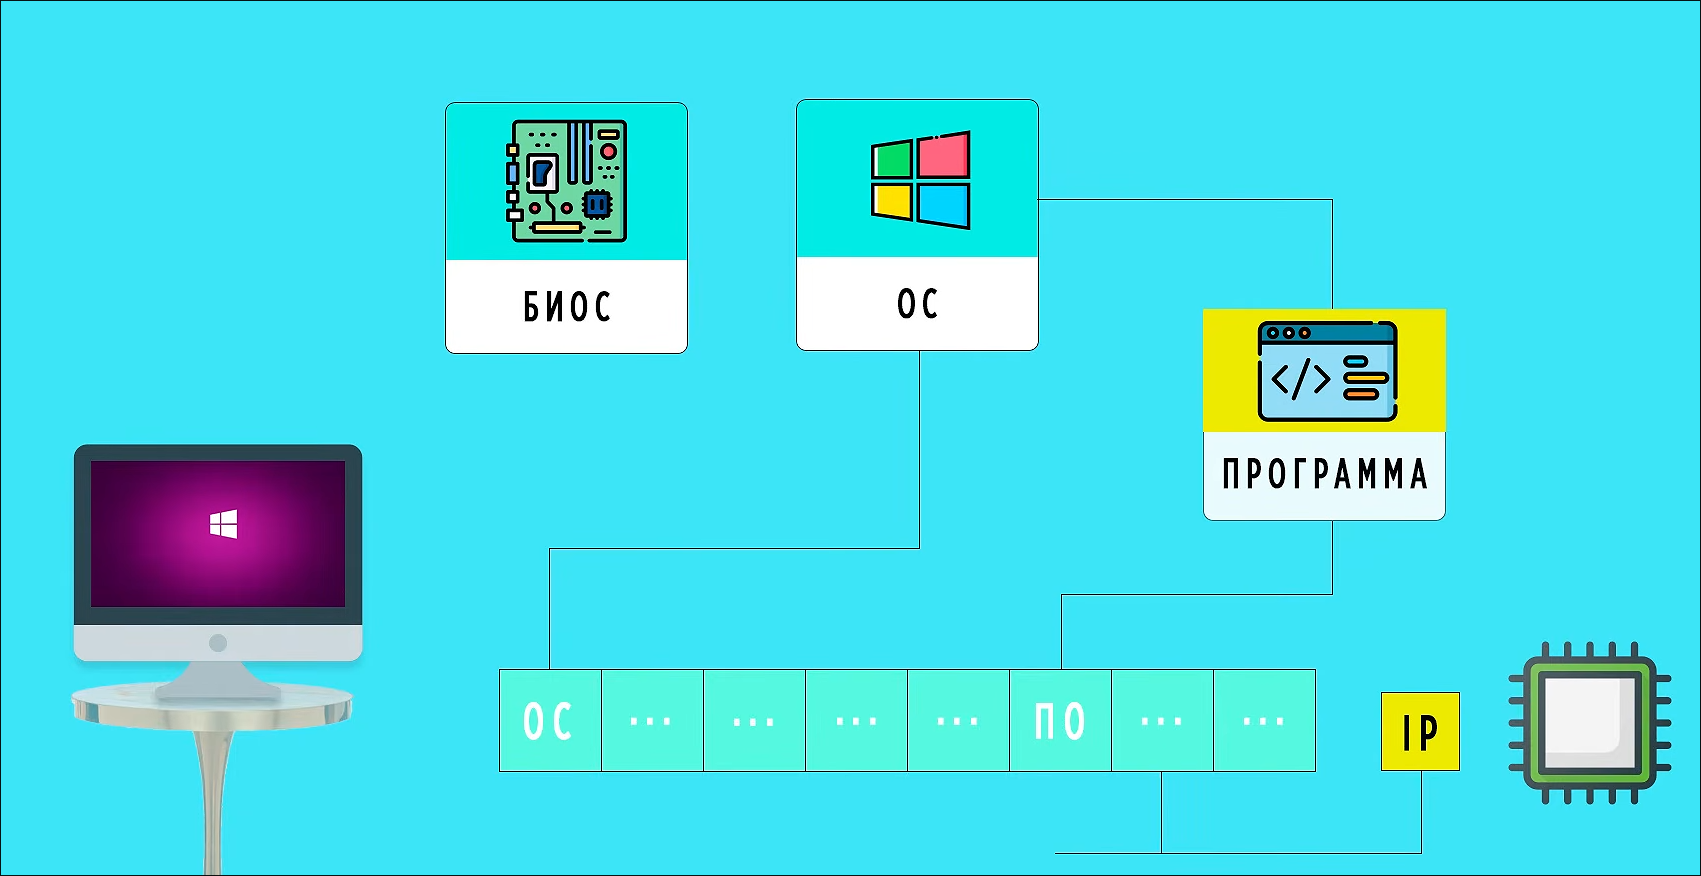 БИОС
ОС
</>
ПРОГРАММА
ОС ... ... ... ... ПО ... ...
IP